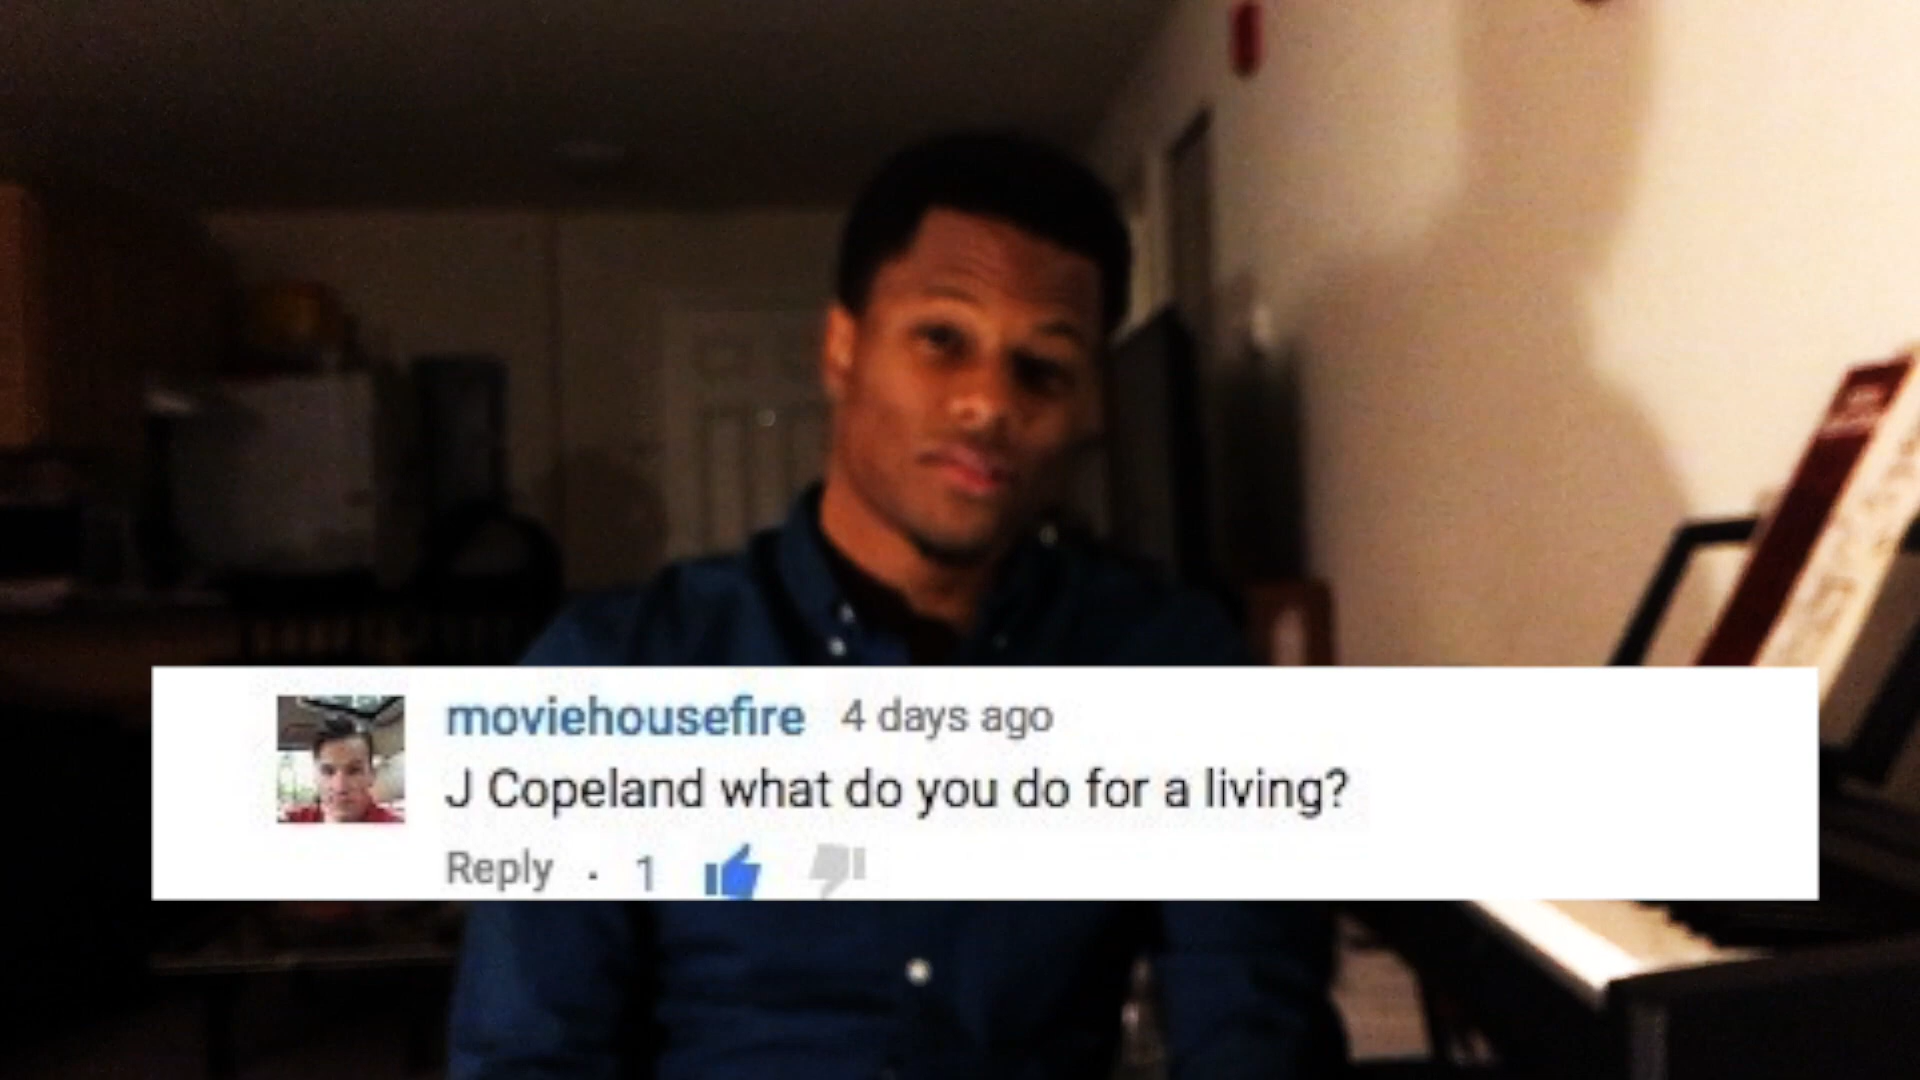 moviehousefire 4 days ago
J Copeland what do you do for a living?
Reply · 1